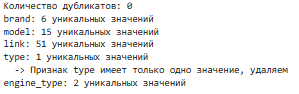 Количество дубликатов: 0
brand: 6 уникальных значений
model: 15 уникальных значений
link: 51 уникальных значений
type: 1 уникальных значений
-> Признак type имеет только одно значение, удаляем
engine_type: 2 уникальных значений